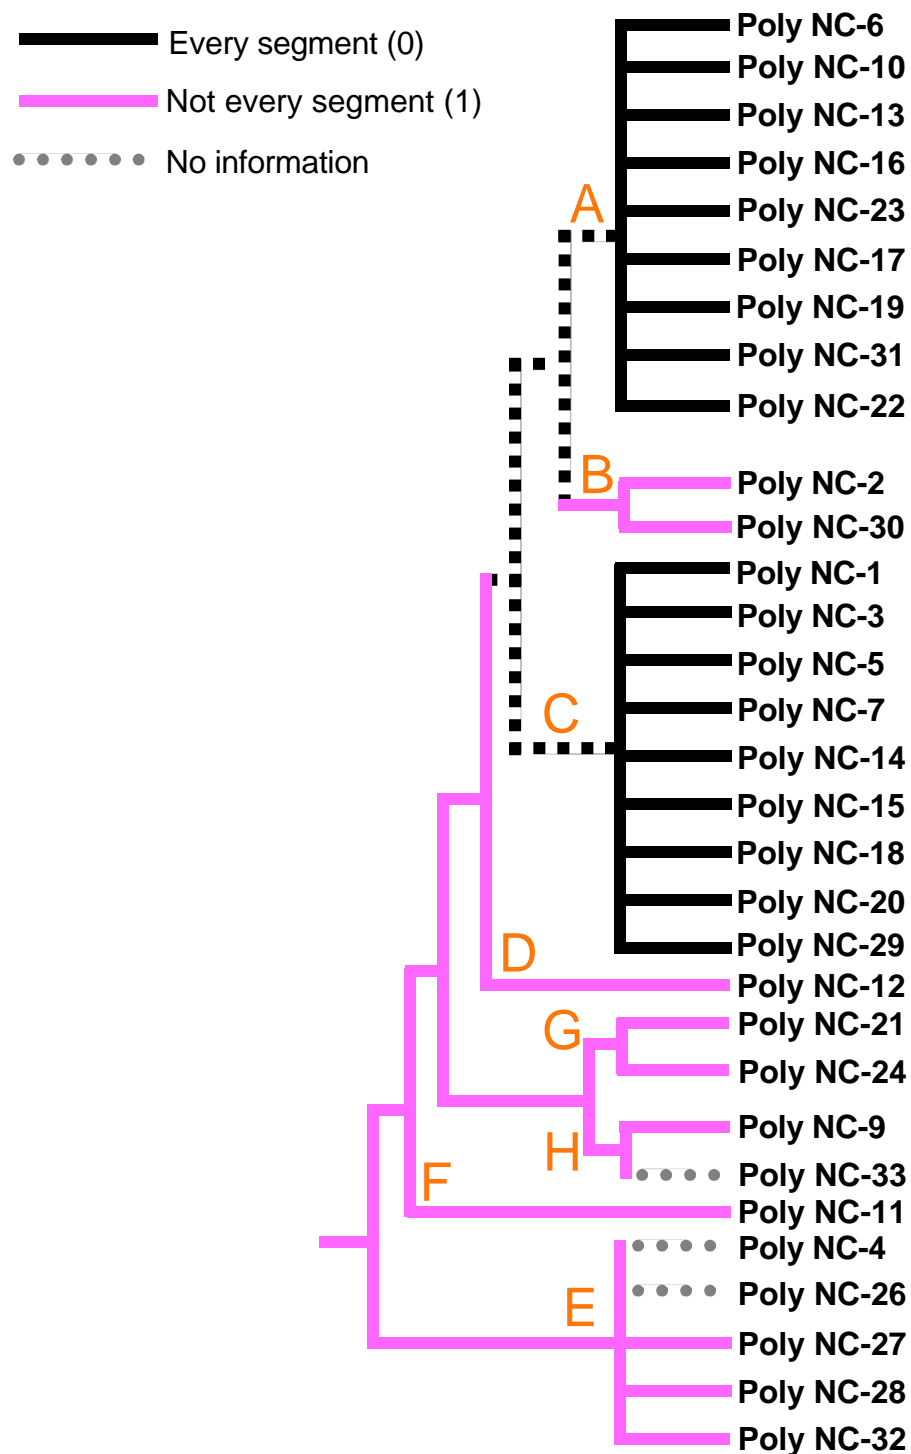 Every segment (0)
Not every segment (1)
No information
Poly NC-6
Poly NC-10
Poly NC-13
Poly NC-16
A
Poly NC-23
Poly NC-17
Poly NC-19
Poly NC-31
Poly NC-22
B
Poly NC-2
Poly NC-30
Poly NC-1
Poly NC-3
Poly NC-5
C
Poly NC-7
Poly NC-14
Poly NC-15
Poly NC-18
Poly NC-20
Poly NC-29
D
Poly NC-12
G
Poly NC-21
Poly NC-24
Poly NC-9
H
Poly NC-33
F
Poly NC-11
Poly NC-4
Poly NC-26
E
Poly NC-27
Poly NC-28
Poly NC-32